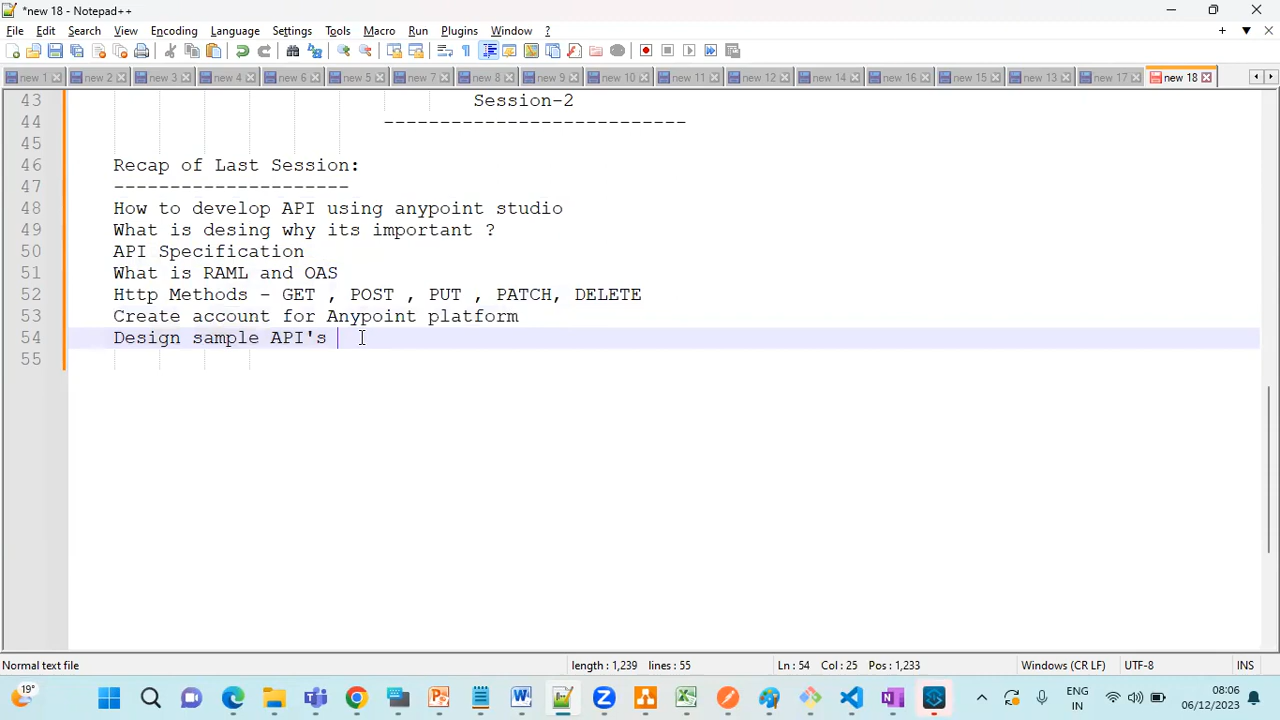 *new 18 - Notepad++
File Edit Search View Encoding Language Settings Tools Macro Run Plugins Window ?
new 1 new 2 new 3 new 4 new 6 new 5 new 7 new 8 new 9 new 10 new 11 new 12 new 14 new 16 new 15 new 13 new 17 new 18
43 Session-2
44 ---------------------------
45
46 Recap of Last Session:
47 ---------------------
48 How to develop API using anypoint studio
49 What is desing why its important ?
50 API Specification
51 What is RAML and OAS
52 Http Methods - GET , POST , PUT , PATCH, DELETE
53 Create account for Anypoint platform
54 Design sample API's
55
Normal text file length : 1,239 lines : 55 Ln : 54 Col : 25 Pos : 1,233 Windows (CR LF) UTF-8 INS
19°
ENG
IN
08:06
06/12/2023